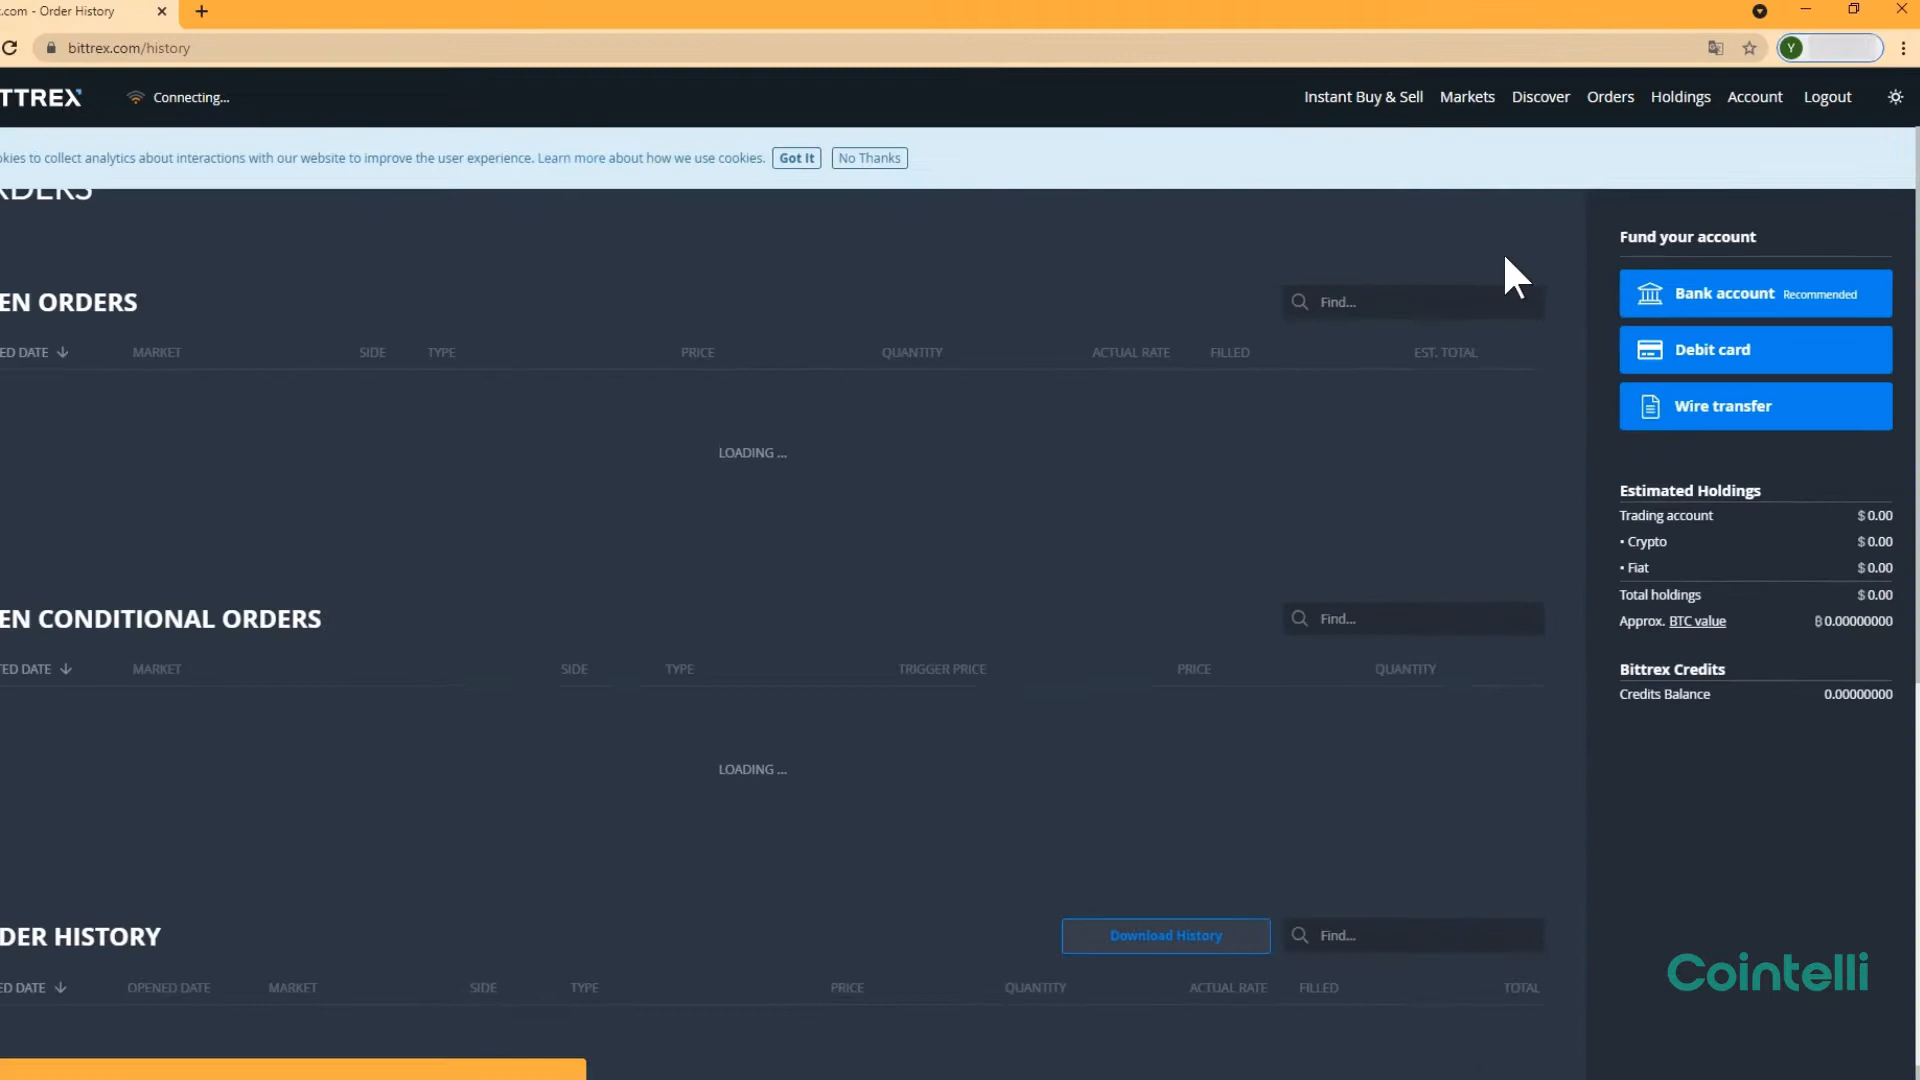 .com - Order History
bittrex.com/history
Y
TTREX
Connecting...
Instant Buy & Sell Markets Discover Orders Holdings Account Logout
okies to collect analytics about interactions with our website to improve the user experience. Learn more about how we use cookies. Got It No Thanks
RDERS
Fund your account
Bank account Recommended
Debit card
Wire transfer
EN ORDERS
Find...
ED DATE MARKET SIDE TYPE PRICE QUANTITY ACTUAL RATE FILLED EST. TOTAL
LOADING ...
Estimated Holdings
Trading account $ 0.00
• Crypto $ 0.00
• Fiat $ 0.00
Total holdings $ 0.00
Approx. BTC value ₿ 0.00000000
Bittrex Credits
Credits Balance 0.00000000
EN CONDITIONAL ORDERS
Find...
TED DATE MARKET SIDE TYPE TRIGGER PRICE PRICE QUANTITY
LOADING ...
DER HISTORY
Download History
Find...
ED DATE OPENED DATE MARKET SIDE TYPE PRICE QUANTITY ACTUAL RATE FILLED TOTAL
Cointelli